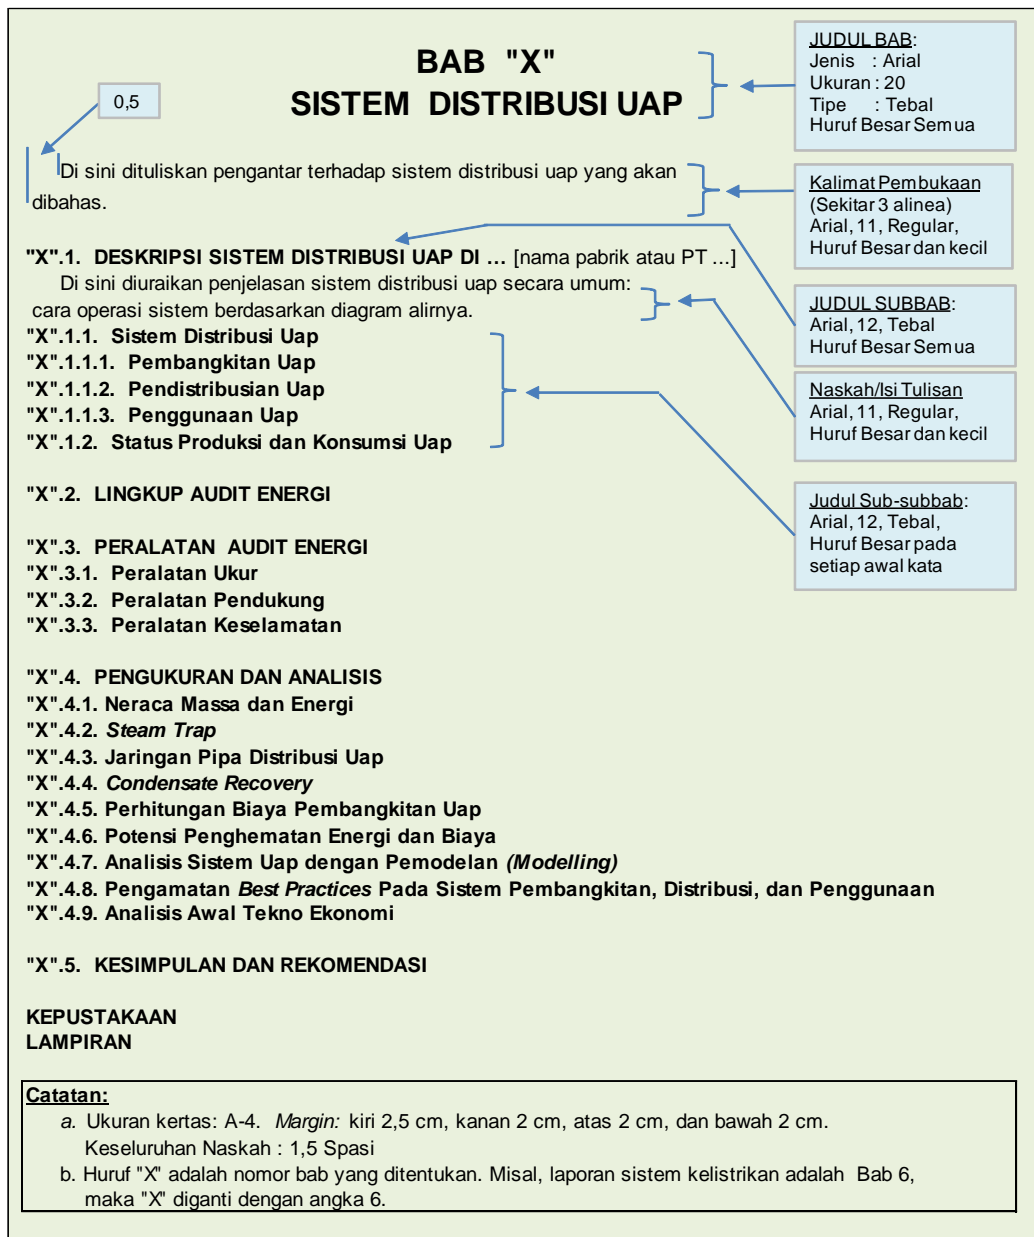 BAB "X"
SISTEM DISTRIBUSI UAP
0,5
JUDUL BAB:
Jenis : Arial
Ukuran : 20
Tipe : Tebal
Huruf Besar Semua
Di sini dituliskan pengantar terhadap sistem distribusi uap yang akan
dibahas.
Kalimat Pembukaan
(Sekitar 3 alinea)
Arial, 11, Regular,
Huruf Besar dan kecil
"X".1. DESKRIPSI SISTEM DISTRIBUSI UAP DI ... [nama pabrik atau PT ...]
Di sini diuraikan penjelasan sistem distribusi uap secara umum:
cara operasi sistem berdasarkan diagram alirnya.
JUDUL SUBBAB:
Arial, 12, Tebal
Huruf Besar Semua
"X".1.1. Sistem Distribusi Uap
"X".1.1.1. Pembangkitan Uap
"X".1.1.2. Pendistribusian Uap
"X".1.1.3. Penggunaan Uap
"X".1.2. Status Produksi dan Konsumsi Uap
Naskah/Isi Tulisan
Arial, 11, Regular,
Huruf Besar dan kecil
"X".2. LINGKUP AUDIT ENERGI
Judul Sub-subbab:
Arial, 12, Tebal,
Huruf Besar pada
setiap awal kata
"X".3. PERALATAN AUDIT ENERGI
"X".3.1. Peralatan Ukur
"X".3.2. Peralatan Pendukung
"X".3.3. Peralatan Keselamatan
"X".4. PENGUKURAN DAN ANALISIS
"X".4.1. Neraca Massa dan Energi
"X".4.2. Steam Trap
"X".4.3. Jaringan Pipa Distribusi Uap
"X".4.4. Condensate Recovery
"X".4.5. Perhitungan Biaya Pembangkitan Uap
"X".4.6. Potensi Penghematan Energi dan Biaya
"X".4.7. Analisis Sistem Uap dengan Pemodelan (Modelling)
"X".4.8. Pengamatan Best Practices Pada Sistem Pembangkitan, Distribusi, dan Penggunaan
"X".4.9. Analisis Awal Tekno Ekonomi
"X".5. KESIMPULAN DAN REKOMENDASI
KEPUSTAKAAN
LAMPIRAN
Catatan:
a. Ukuran kertas: A-4. Margin: kiri 2,5 cm, kanan 2 cm, atas 2 cm, dan bawah 2 cm.
Keseluruhan Naskah : 1,5 Spasi
b. Huruf "X" adalah nomor bab yang ditentukan. Misal, laporan sistem kelistrikan adalah Bab 6,
maka "X" diganti dengan angka 6.